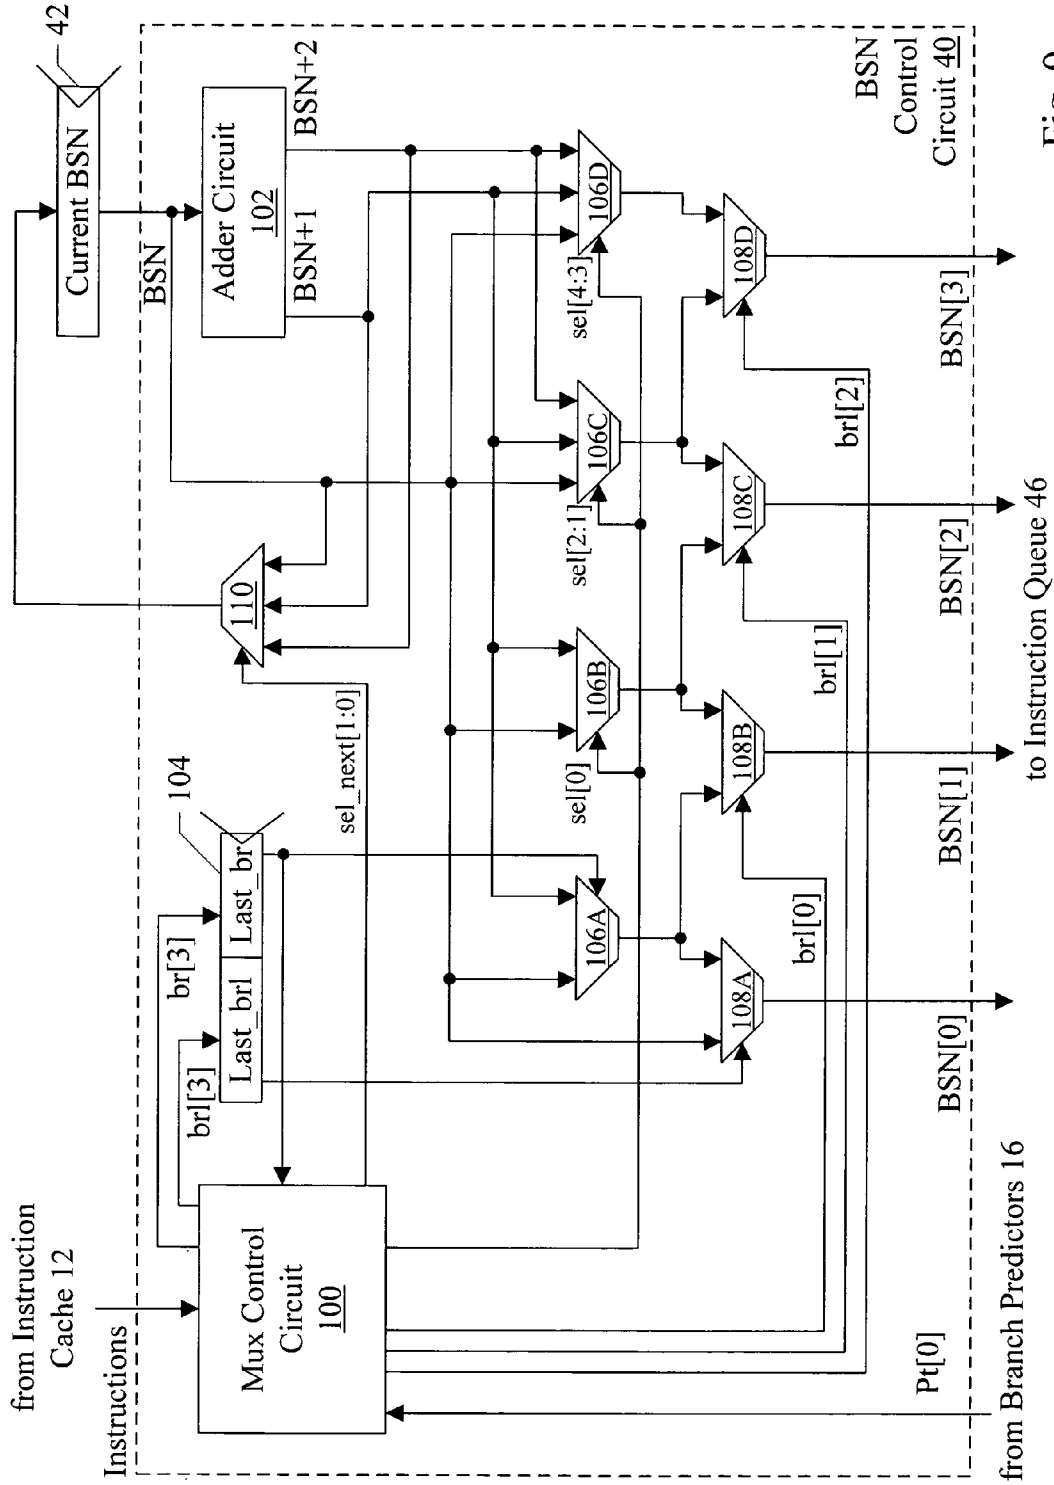 from Instruction
Cache 12
Instructions
Mux Control
Circuit
100
br[3]
brl[3]
Last_brl
Last_br
104
sel_next[1:0]
110
Current BSN
42
BSN
Adder Circuit
102
BSN+1
BSN+2
106A
sel[0]
106B
sel[2:1]
106C
sel[4:3]
106D
108A
108B
108C
108D
brl[0]
brl[1]
brl[2]
Pt[0]
from Branch Predictors 16
BSN[0]
BSN[1]
BSN[2]
BSN[3]
to Instruction Queue 46
BSN
Control
Circuit 40